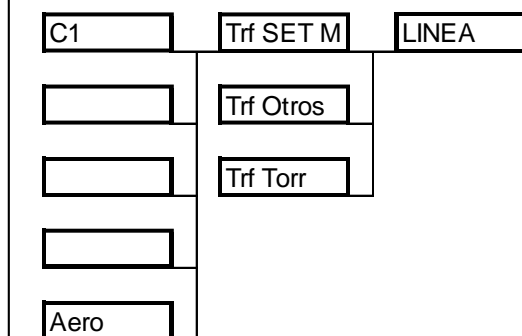 C1
Trf SET M
LINEA
Trf Otros
Trf Torr
Aero